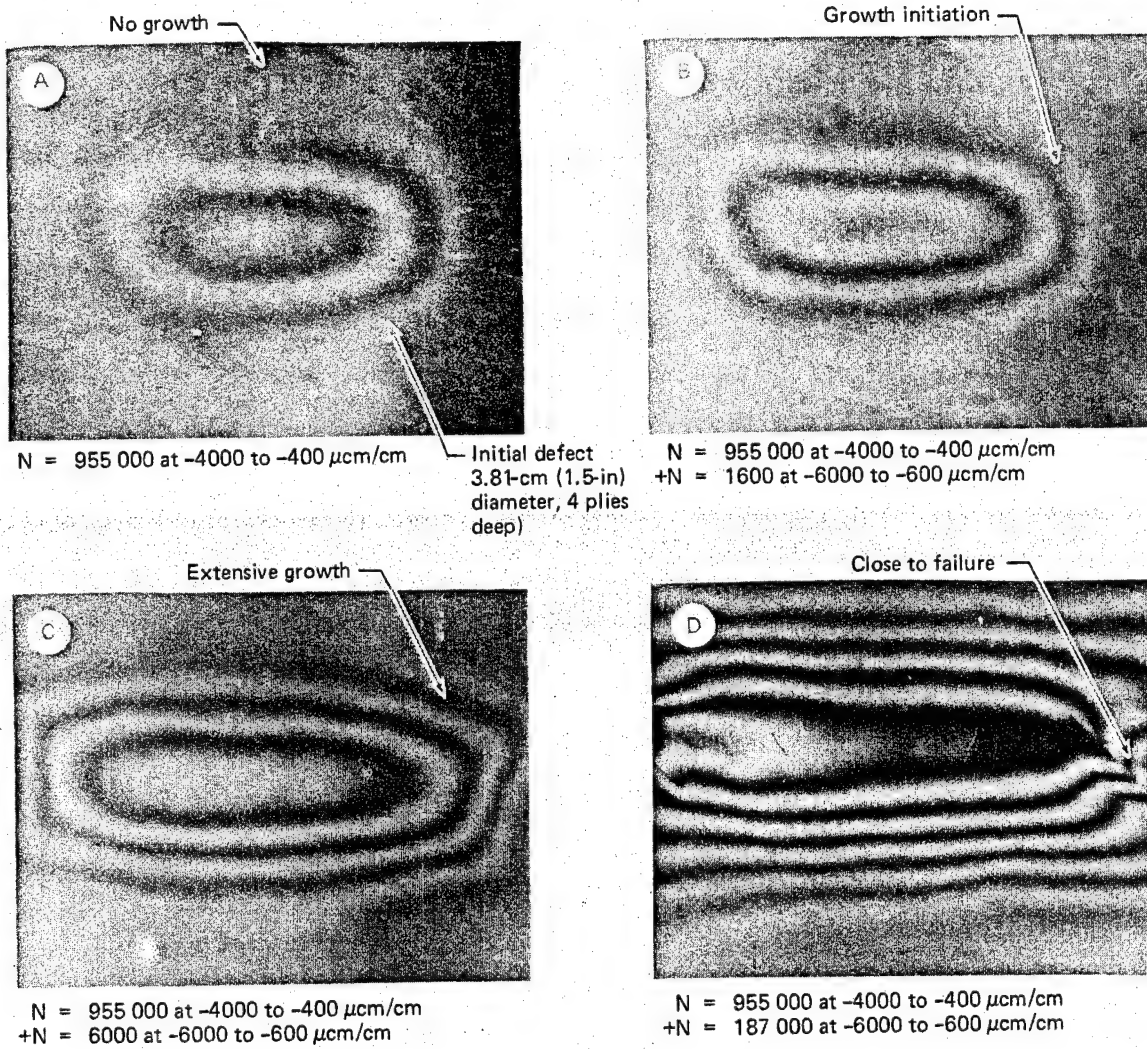 No growth
A
N = 955 000 at -4000 to -400 μcm/cm
Initial defect
3.81-cm (1.5-in)
diameter, 4 plies
deep)
Growth initiation
B
N = 955 000 at -4000 to -400 μcm/cm
+N = 1600 at -6000 to -600 μcm/cm
Extensive growth
C
N = 955 000 at -4000 to -400 μcm/cm
+N = 6000 at -6000 to -600 μcm/cm
Close to failure
D
N = 955 000 at -4000 to -400 μcm/cm
+N = 187 000 at -6000 to -600 μcm/cm